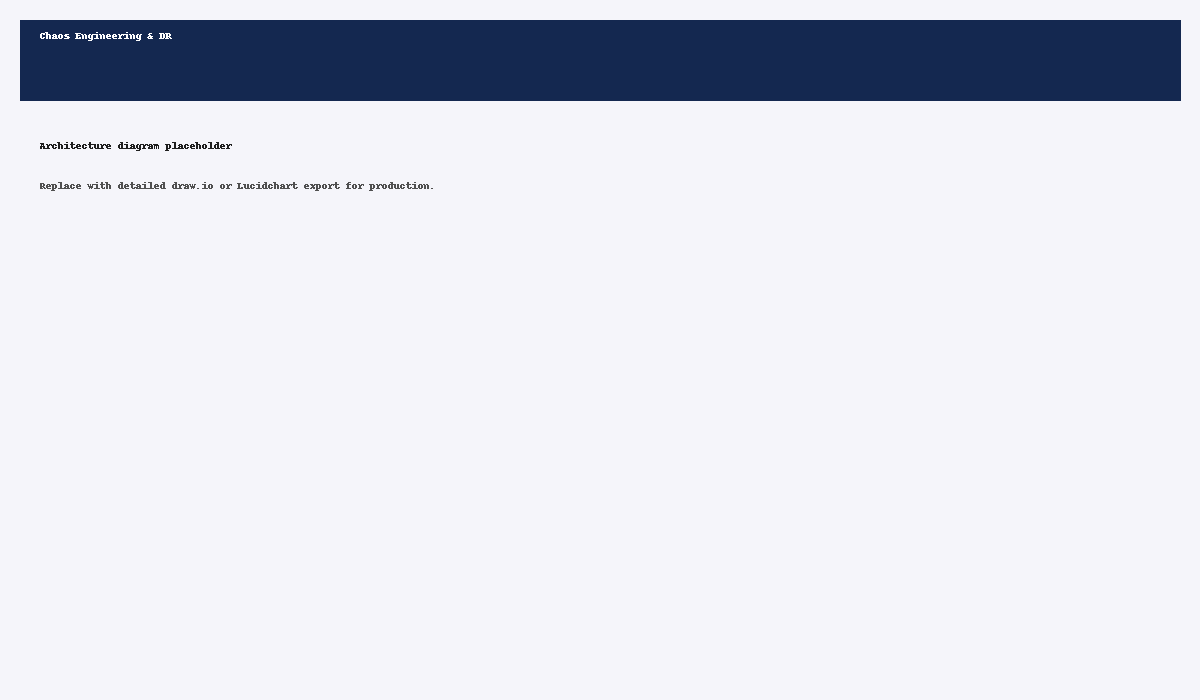 Chaos Engineering & DR
Architecture diagram placeholder
Replace with detailed draw.io or Lucidchart export for production.